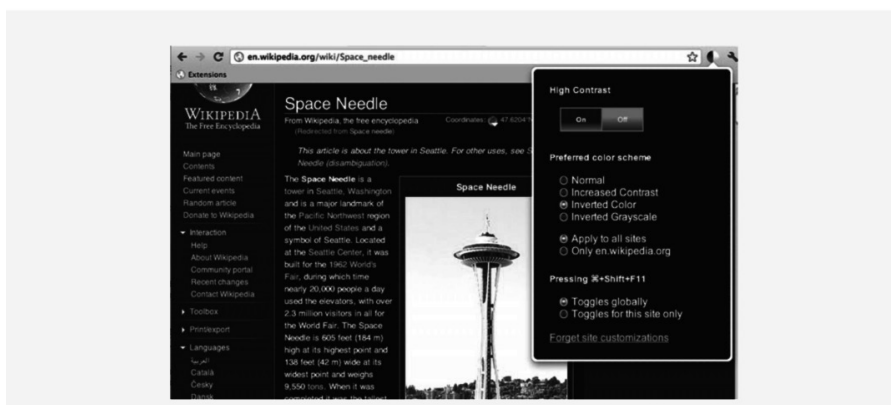 en.wikipedia.org/wiki/Space_needle
Extensions
WIKIPEDIA
The Free Encyclopedia
Main page
Contents
Featured content
Current events
Random article
Donate to Wikipedia
Interaction
Help
About Wikipedia
Community portal
Recent changes
Contact Wikipedia
Toolbox
Print/export
Languages
العربية
Català
Česky
Dansk
Space Needle
From Wikipedia, the free encyclopedia
Coordinates: 47.6204°N
(Redirected from Space needle)
This article is about the tower in Seattle. For other uses, see S
Needle (disambiguation).
The Space Needle is a
tower in Seattle, Washington
and is a major landmark of
the Pacific Northwest region
of the United States and a
symbol of Seattle. Located
at the Seattle Center, it was
built for the 1962 World's
Fair, during which time
nearly 20,000 people a day
used the elevators, with over
2.3 million visitors in all for
the World Fair. The Space
Needle is 605 feet (184 m)
high at its highest point and
138 feet (42 m) wide at its
widest point and weighs
9,550 tons. When it was
completed it was the tallest
Space Needle
High Contrast
On Off
Preferred color scheme
Normal
Increased Contrast
Inverted Color
Inverted Grayscale
Apply to all sites
Only en.wikipedia.org
Pressing ⌘+Shift+F11
Toggles globally
Toggles for this site only
Forget site customizations